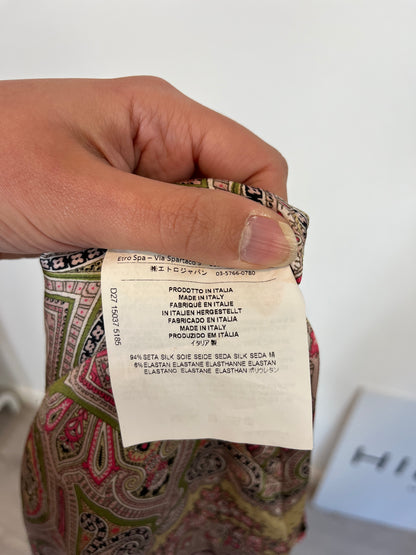 Etro Spa – Via Spartaco
㈱エトロジャパン 03-5766-0780
PRODOTTO IN ITALIA
MADE IN ITALY
FABRIQUÉ EN ITALIE
IN ITALIEN HERGESTELLT
FABRICADO EN ITALIA
MADE IN ITALY
PRODUZIDO EM ITÁLIA
イタリア製
94% SETA SILK SOIE SEIDE SEDA SILK SEDA 絹
6% ELASTAN ELASTANE ELASTHANNE ELASTHAN
ELASTANO ELASTANE ELASTHAN ポリウレタン
D27 15037 5185
HIS